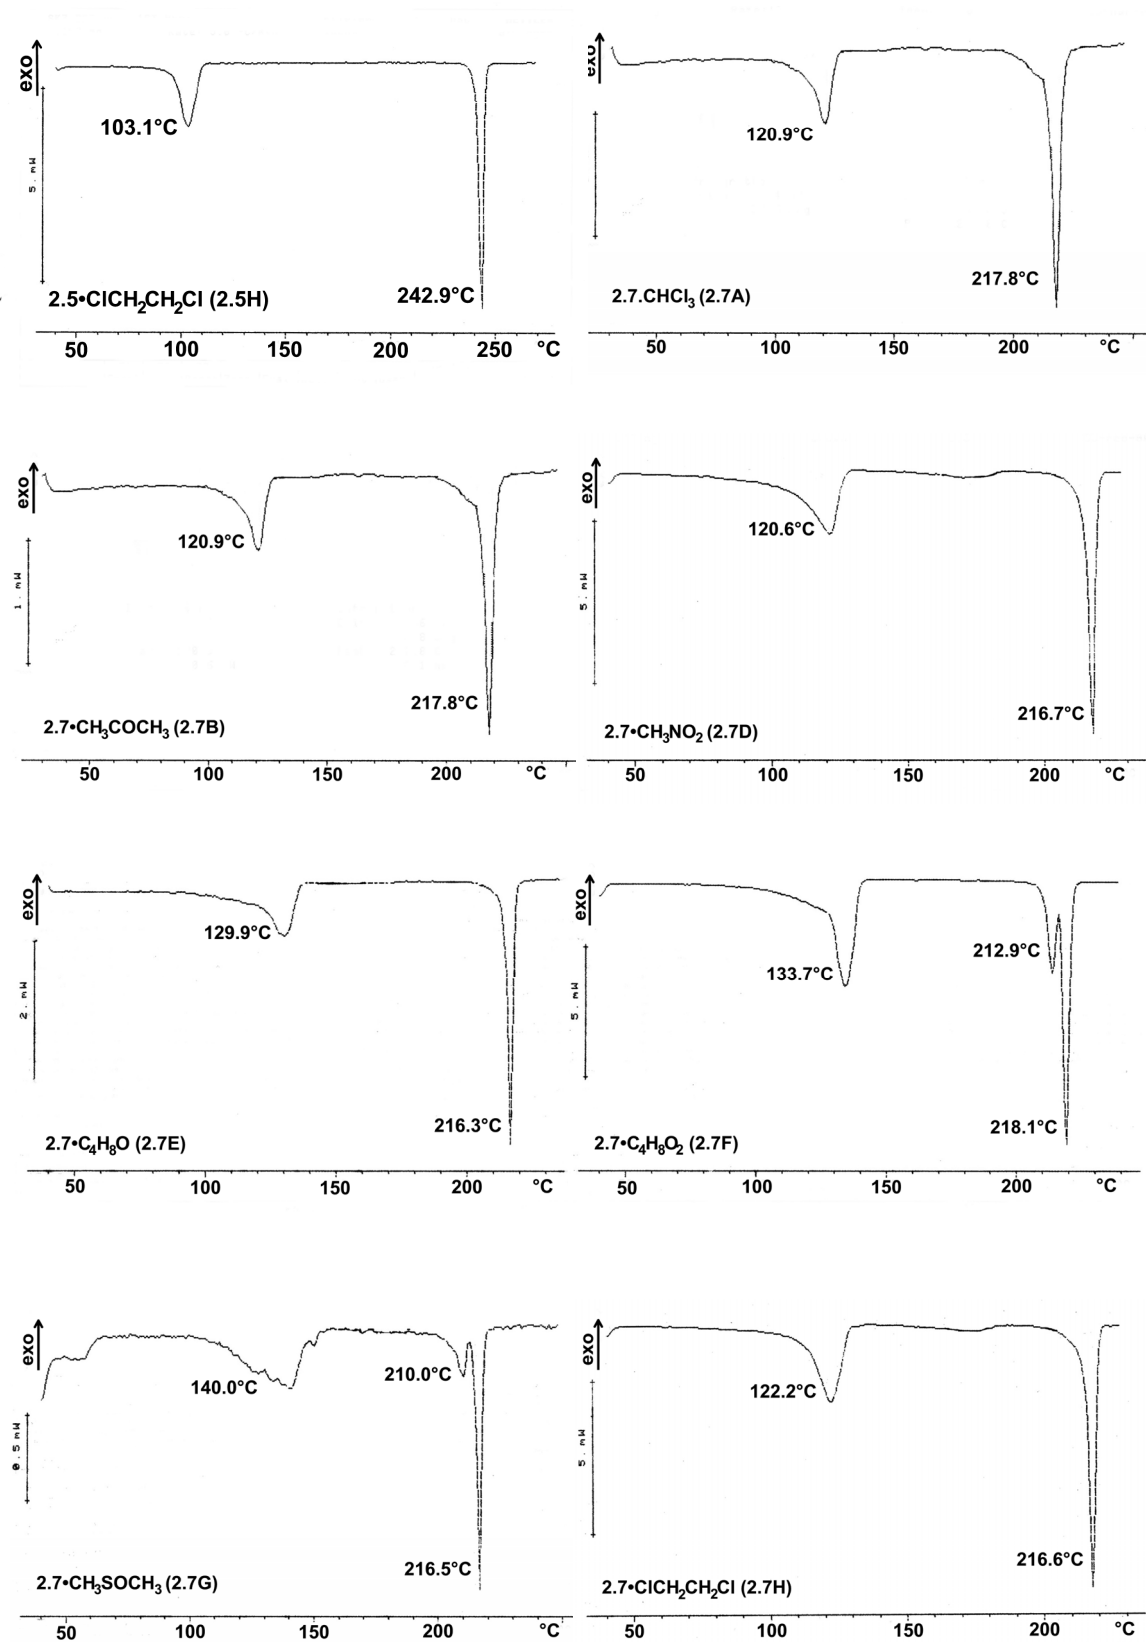 exo
103.1°C
5. mW
2.5•ClCH₂CH₂Cl (2.5H)
242.9°C
50 100 150 200 250 °C
exo
120.9°C
2.7.CHCl₃ (2.7A)
217.8°C
50 100 150 200 °C
exo
120.9°C
1. mW
217.8°C
2.7•CH₃COCH₃ (2.7B)
50 100 150 200 °C
exo
120.6°C
5. mW
216.7°C
2.7•CH₃NO₂ (2.7D)
50 100 150 200 °C
exo
129.9°C
2. mW
216.3°C
2.7•C₄H₈O (2.7E)
50 100 150 200 °C
exo
212.9°C
133.7°C
5. mW
218.1°C
2.7•C₄H₈O₂ (2.7F)
50 100 150 200 °C
exo
210.0°C
140.0°C
0.5 mW
216.5°C
2.7•CH₃SOCH₃ (2.7G)
50 100 150 200 °C
exo
122.2°C
5. mW
216.6°C
2.7•ClCH₂CH₂Cl (2.7H)
50 100 150 200 °C